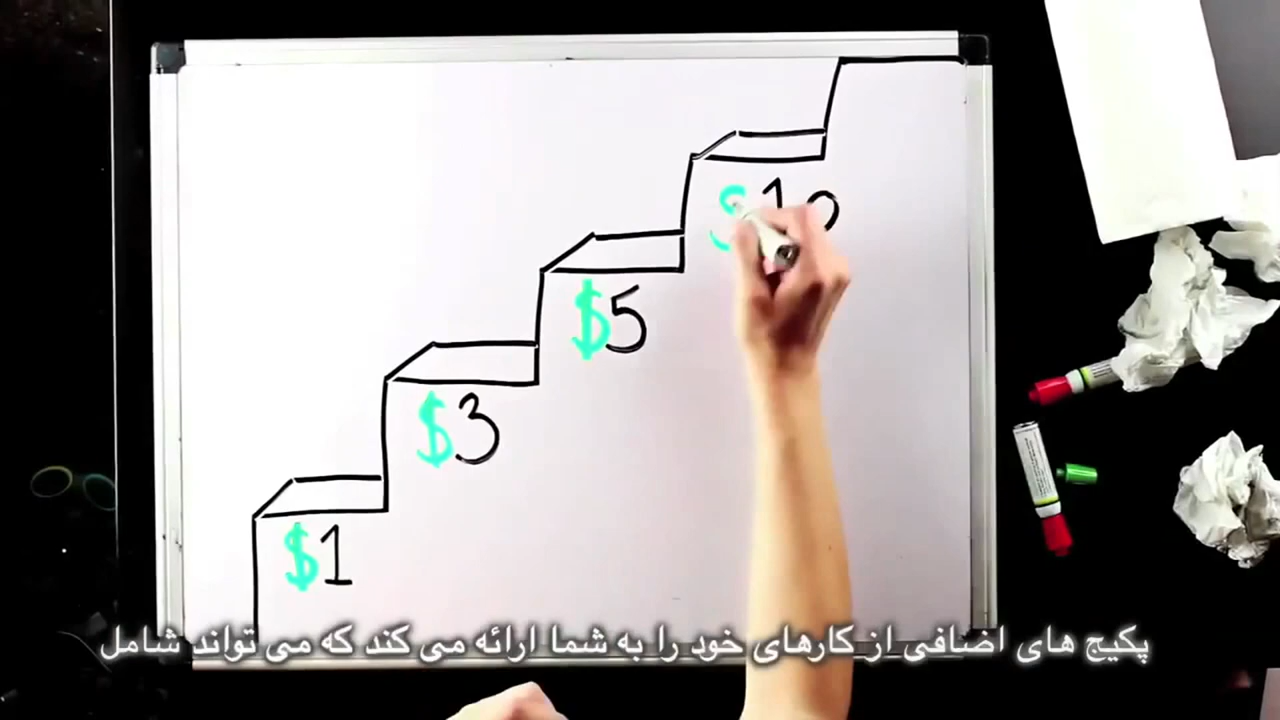 $10
$5
$3
$1
پکیج های اضافی از کارهای خود را به شما ارائه می کند که می تواند شامل